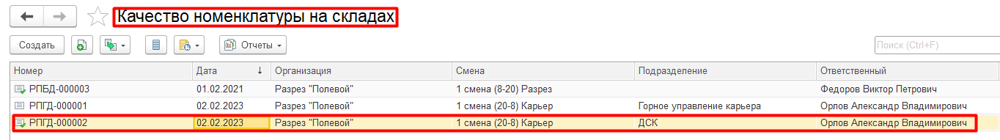 Качество номенклатуры на складах
Создать Отчеты Поиск (Ctrl+F)
Номер Дата ↓ Организация Смена Подразделение Ответственный
РПБД-000003 01.02.2021 Разрез "Полевой" 1 смена (8-20) Разрез Федоров Виктор Петрович
РПГД-000001 02.02.2023 Разрез "Полевой" 1 смена (20-8) Карьер Горное управление карьера Орлов Александр Владимирович
РПГД-000002 02.02.2023 Разрез "Полевой" 1 смена (20-8) Карьер ДСК Орлов Александр Владимирович